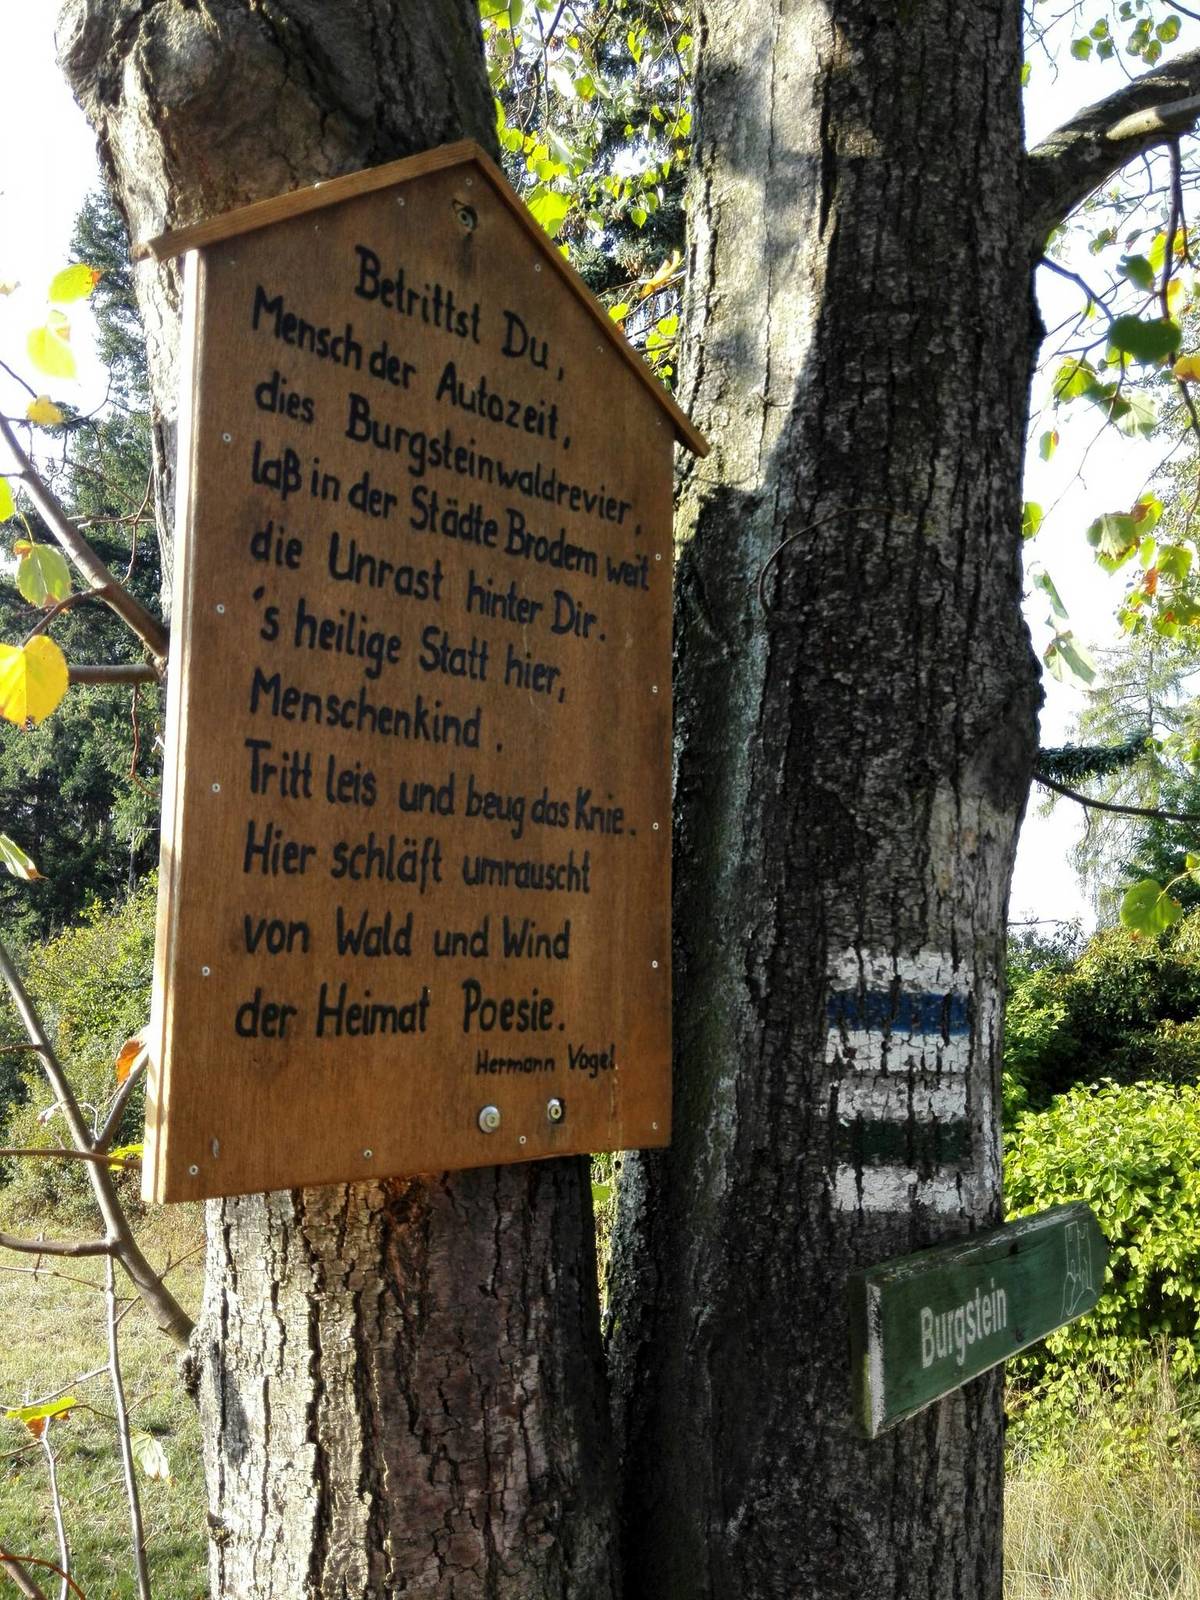 Betrittst Du,
Mensch der Autozeit,
dies Burgsteinwaldrevier,
laß in der Städte Brodem weit
die Unrast hinter Dir.
's heilige Statt hier,
Menschenkind.
Tritt leis und beug das Knie.
Hier schläft umrauscht
von Wald und Wind
der Heimat Poesie.
Hermann Vogel
Burgstein